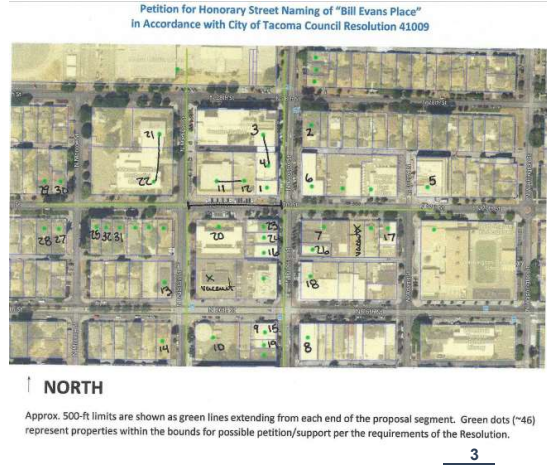 Petition for Honorary Street Naming of "Bill Evans Place"
in Accordance with City of Tacoma Council Resolution 41009
21
3
2
4
22
11 12 1
6
5
29 30
28 27
25 32 31
20
23
24
16
7
26
vacant
17
x
vacant
13
18
14
10
9 15
19
8
↑ NORTH
Approx. 500-ft limits are shown as green lines extending from each end of the proposal segment. Green dots (~46)
represent properties within the bounds for possible petition/support per the requirements of the Resolution.
3